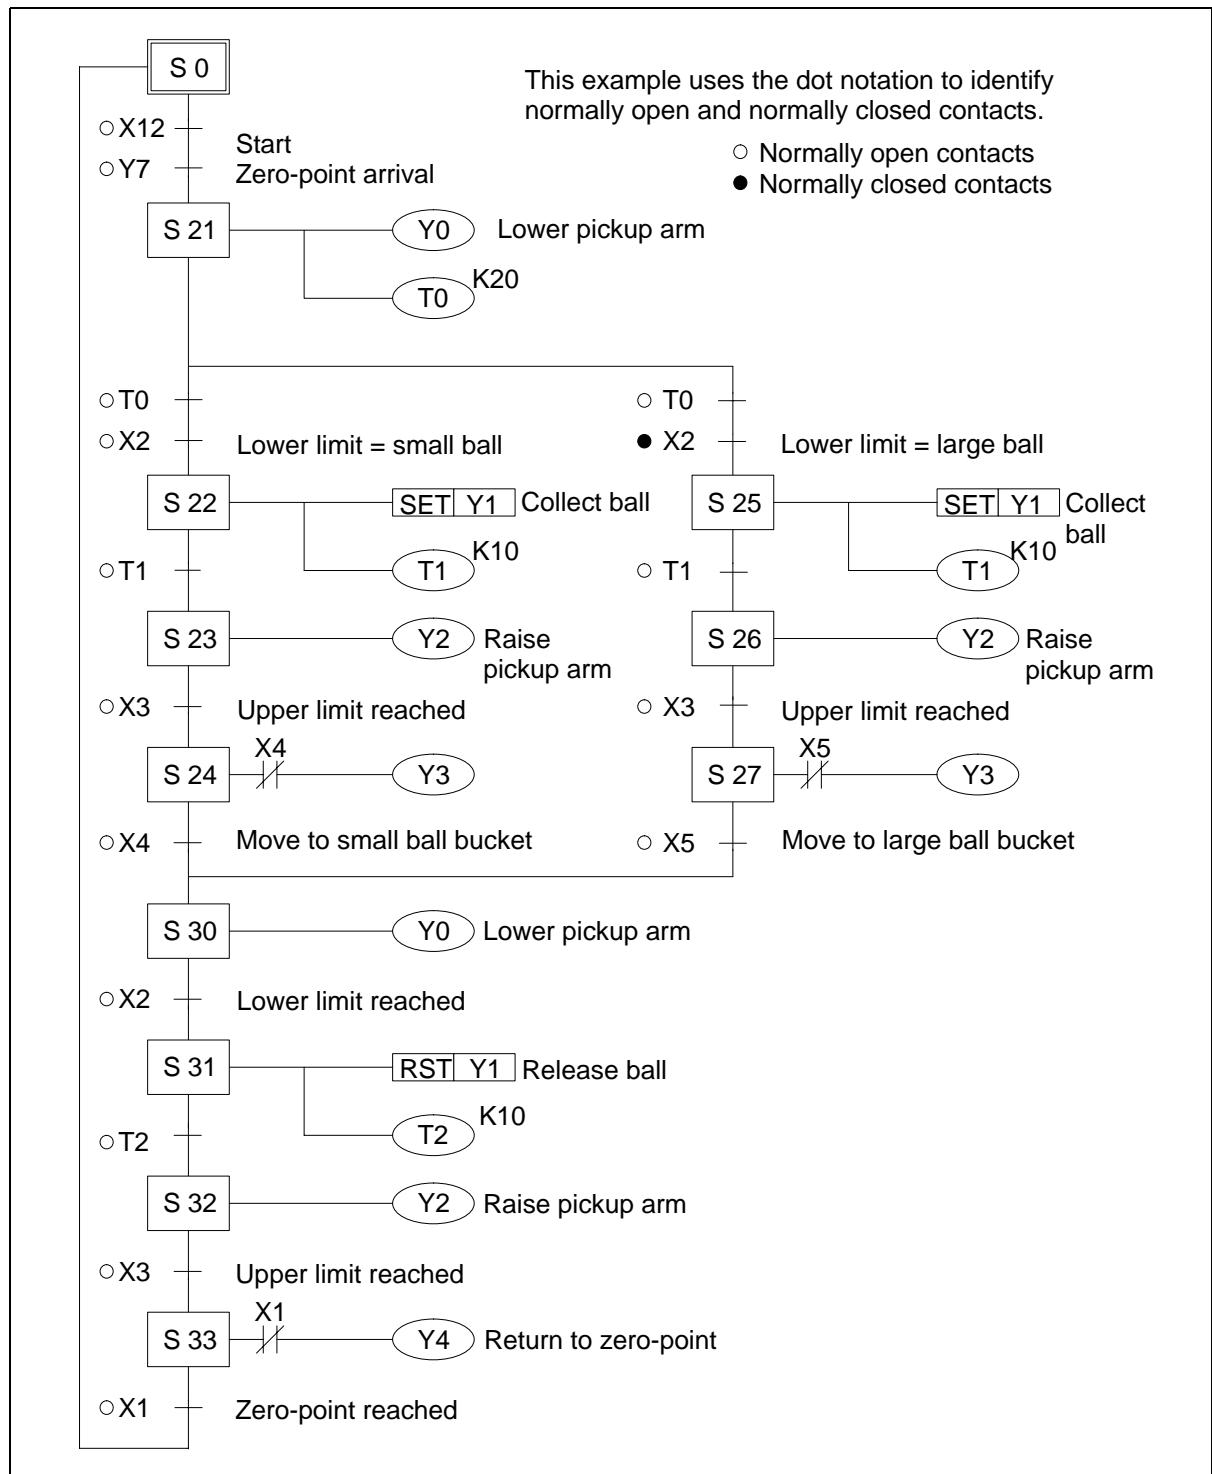 S 0
This example uses the dot notation to identify
normally open and normally closed contacts.
○ Normally open contacts
● Normally closed contacts
○ X12
Start
○ Y7
Zero-point arrival
S 21
Y0
Lower pickup arm
T0
K20
○ T0
○ T0
○ X2
Lower limit = small ball
● X2
Lower limit = large ball
S 22
SET Y1
Collect ball
S 25
SET Y1
Collect
ball
T1
K10
T1
K10
○ T1
○ T1
S 23
Y2
Raise
pickup arm
S 26
Y2
Raise
pickup arm
○ X3
Upper limit reached
○ X3
Upper limit reached
S 24
X4
Y3
S 27
X5
Y3
○ X4
Move to small ball bucket
○ X5
Move to large ball bucket
S 30
Y0
Lower pickup arm
○ X2
Lower limit reached
S 31
RST Y1
Release ball
T2
K10
○ T2
S 32
Y2
Raise pickup arm
○ X3
Upper limit reached
S 33
X1
Y4
Return to zero-point
○ X1
Zero-point reached